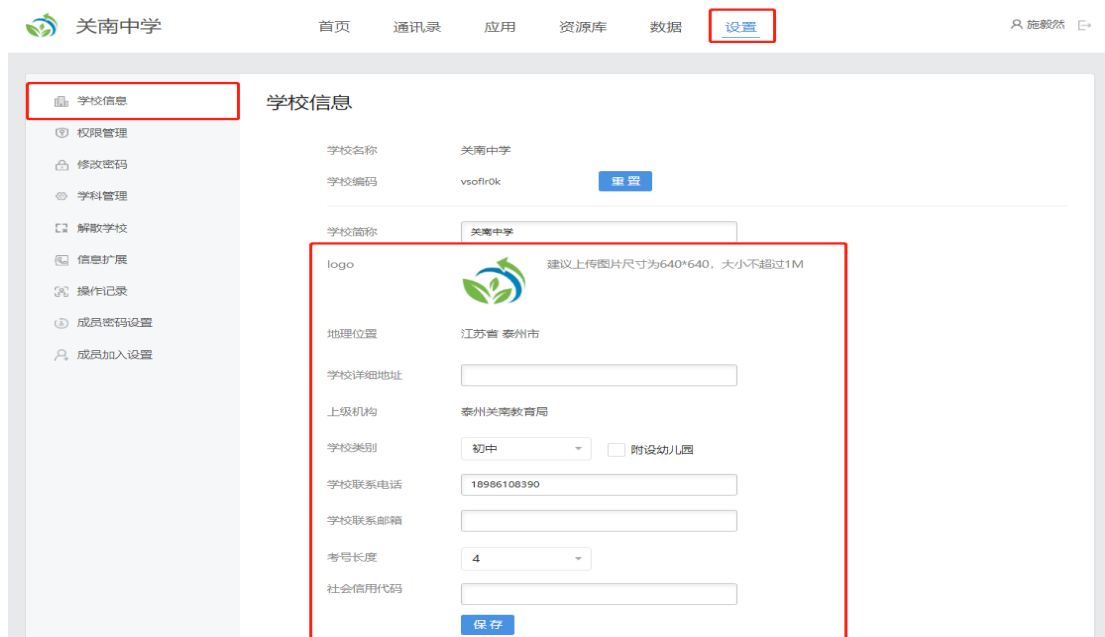 关南中学 首页 通讯录 应用 资源库 数据 设置 施毅然
学校信息
权限管理
修改密码
学科管理
解散学校
信息扩展
操作记录
成员密码设置
成员加入设置
学校信息
学校名称 关南中学
学校编码 vsoflr0k 重置
学校简称 关南中学
logo 建议上传图片尺寸为640*640，大小不超过1M
地理位置 江苏省 泰州市
学校详细地址
上级机构 泰州关南教育局
学校类别 初中 附设幼儿园
学校联系电话 18986108390
学校联系邮箱
考号长度 4
社会信用代码
保存